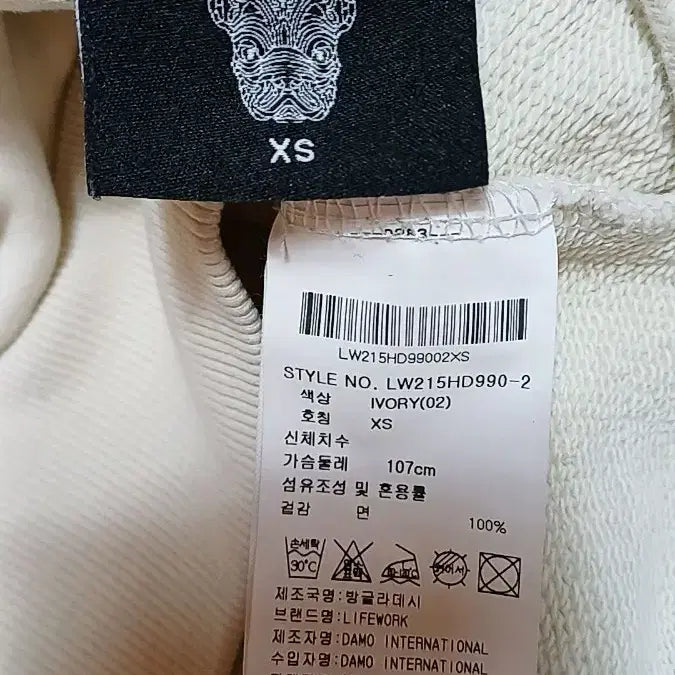 XS
LW215HD99002XS
STYLE NO. LW215HD990-2
색상 IVORY(02)
호칭 XS
신체치수
가슴둘레 107cm
섬유조성 및 혼용률
겉감 면 100%
손세탁
30℃
제조국명:방글라데시
브랜드명:LIFEWORK
제조자명:DAMO INTERNATIONAL
수입자명:DAMO INTERNATIONAL